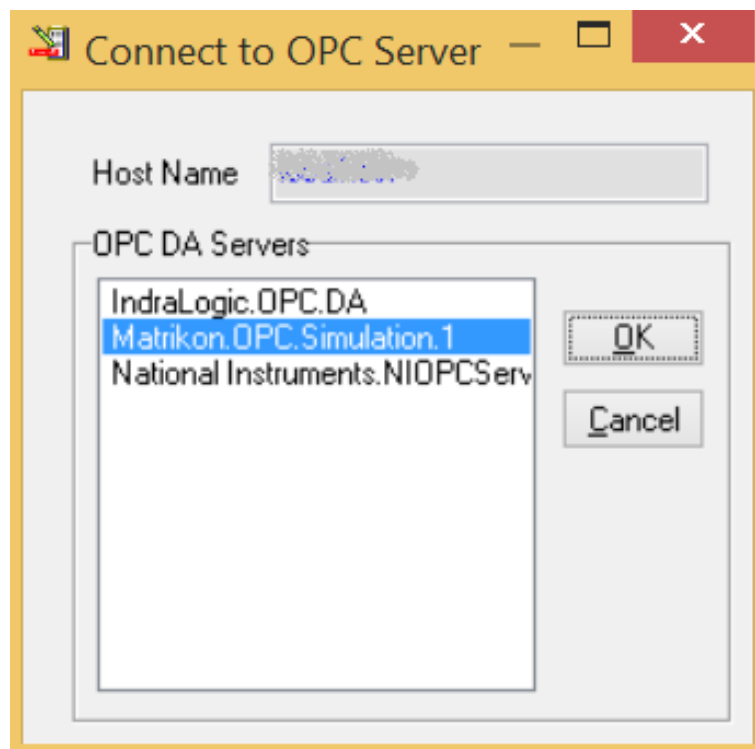 Connect to OPC Server
Host Name
OPC DA Servers
IndraLogic.OPC.DA
Matrikon.OPC.Simulation.1
National Instruments.NIOPCServ
OK
Cancel